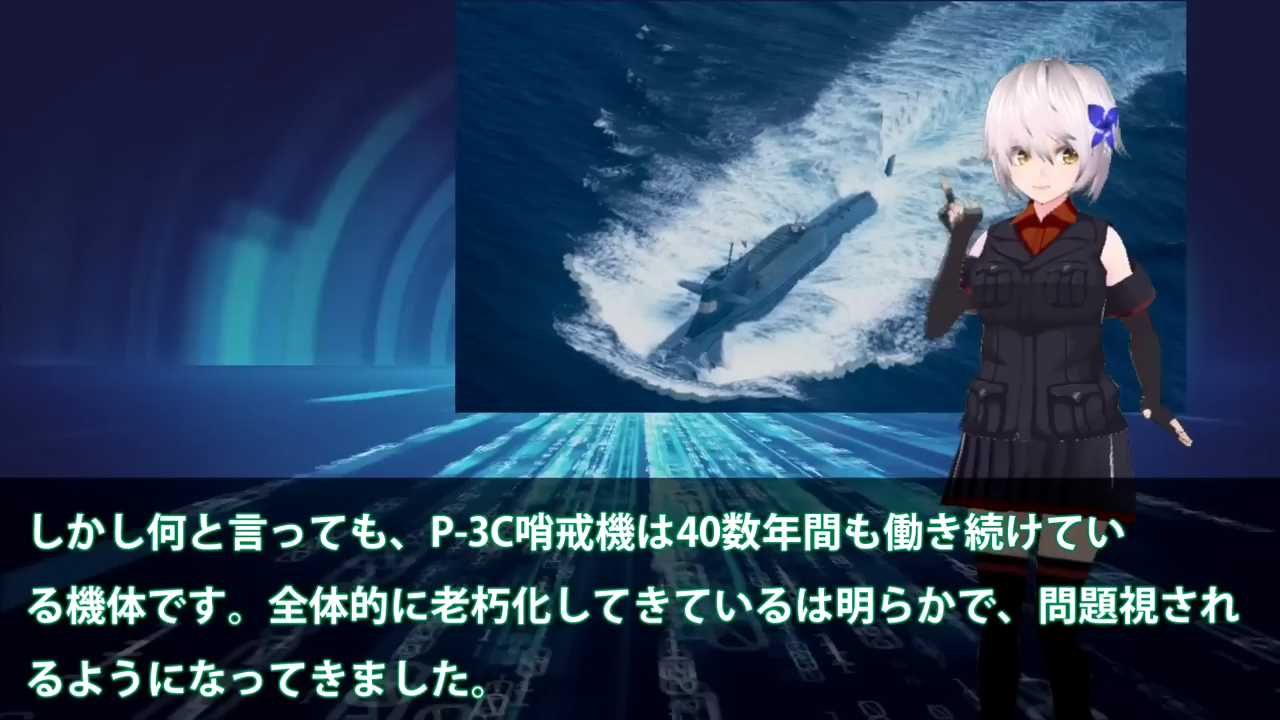 しかし何と言っても、P-3C哨戒機は40数年間も働き続けてい
る機体です。全体的に老朽化してきているは明らかで、問題視され
るようになってきました。